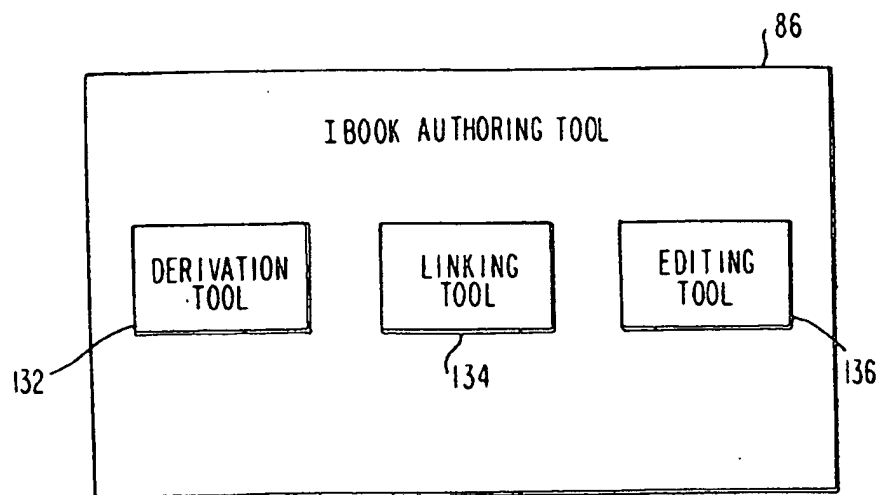 86
IBOOK AUTHORING TOOL
DERIVATION
TOOL
LINKING
TOOL
EDITING
TOOL
132
134
136